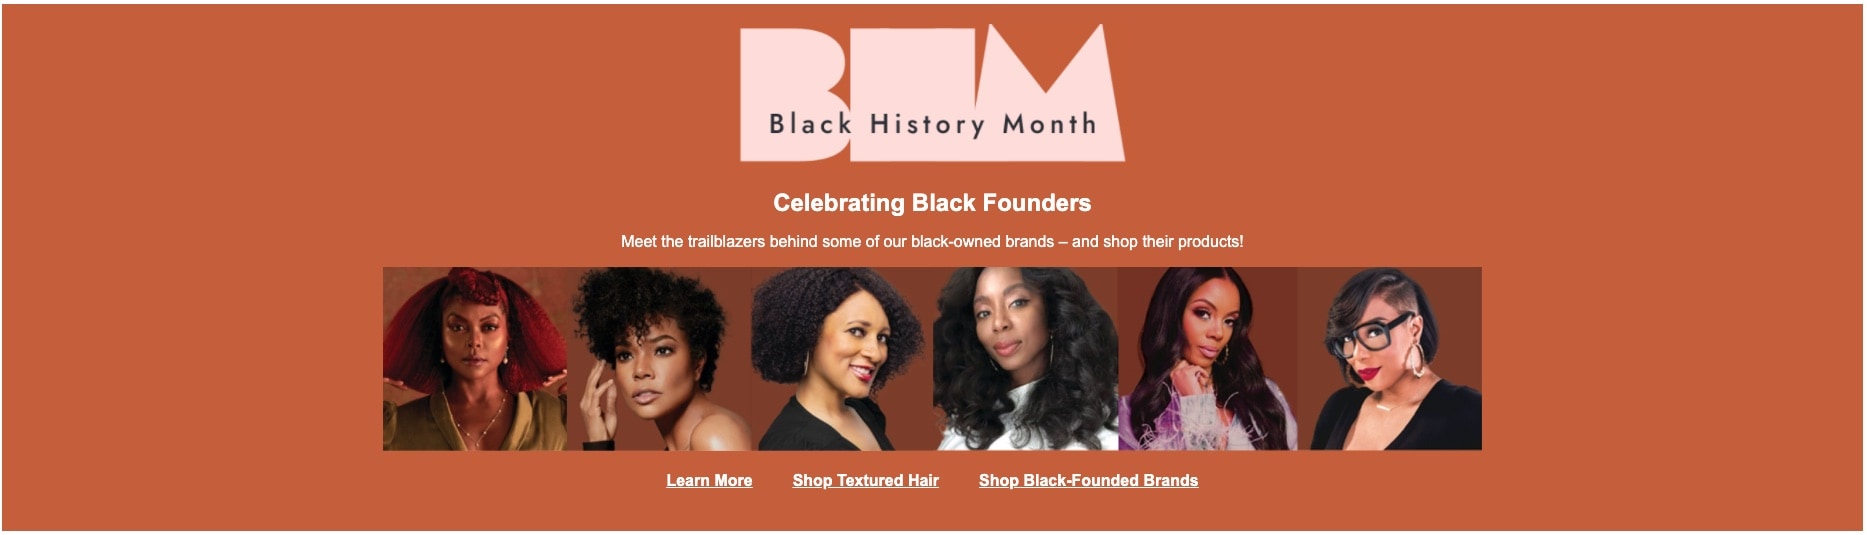 BHM
Black History Month
Celebrating Black Founders
Meet the trailblazers behind some of our black-owned brands – and shop their products!
Learn More Shop Textured Hair Shop Black-Founded Brands